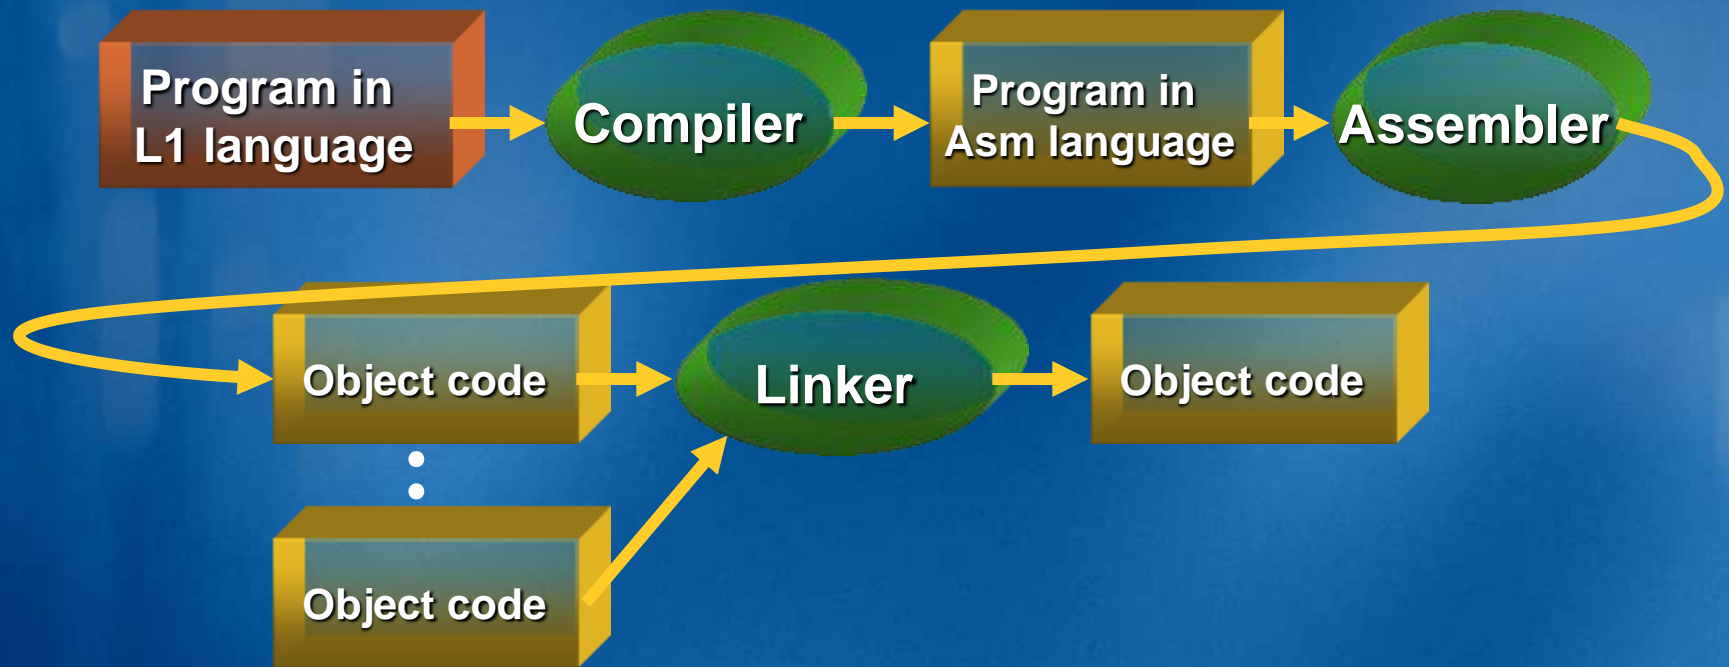 Program in
L1 language
Compiler
Program in
Asm language
Assembler
Object code
Linker
Object code
Object code